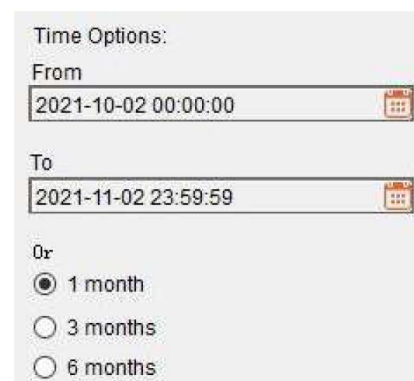 Time Options:
From
2021-10-02 00:00:00
To
2021-11-02 23:59:59
Or
1 month
3 months
6 months